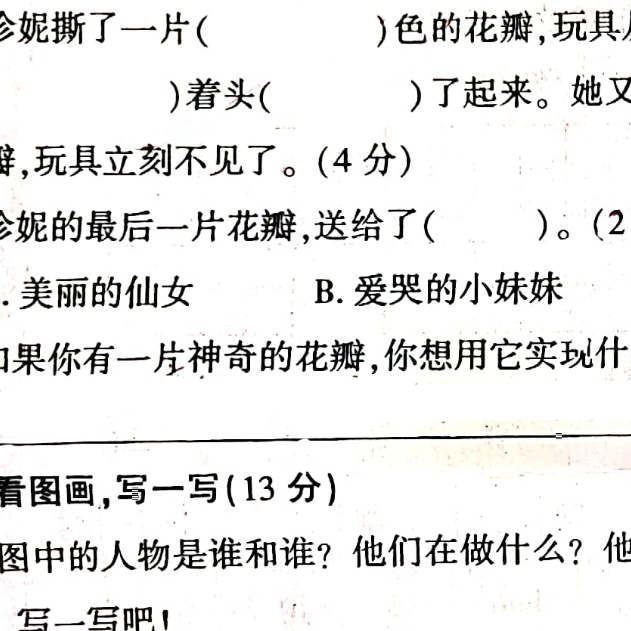 妮撕了一片(　　　)色的花瓣,玩具
)着头(　　　)了起来。她又
瓣,玩具立刻不见了。(4分)
妮的最后一片花瓣,送给了(　　)。(2
. 美丽的仙女　　B. 爱哭的小妹妹
如果你有一片神奇的花瓣,你想用它实现什
看图画,写一写(13分)
图中的人物是谁和谁? 他们在做什么? 他
写一写吧!